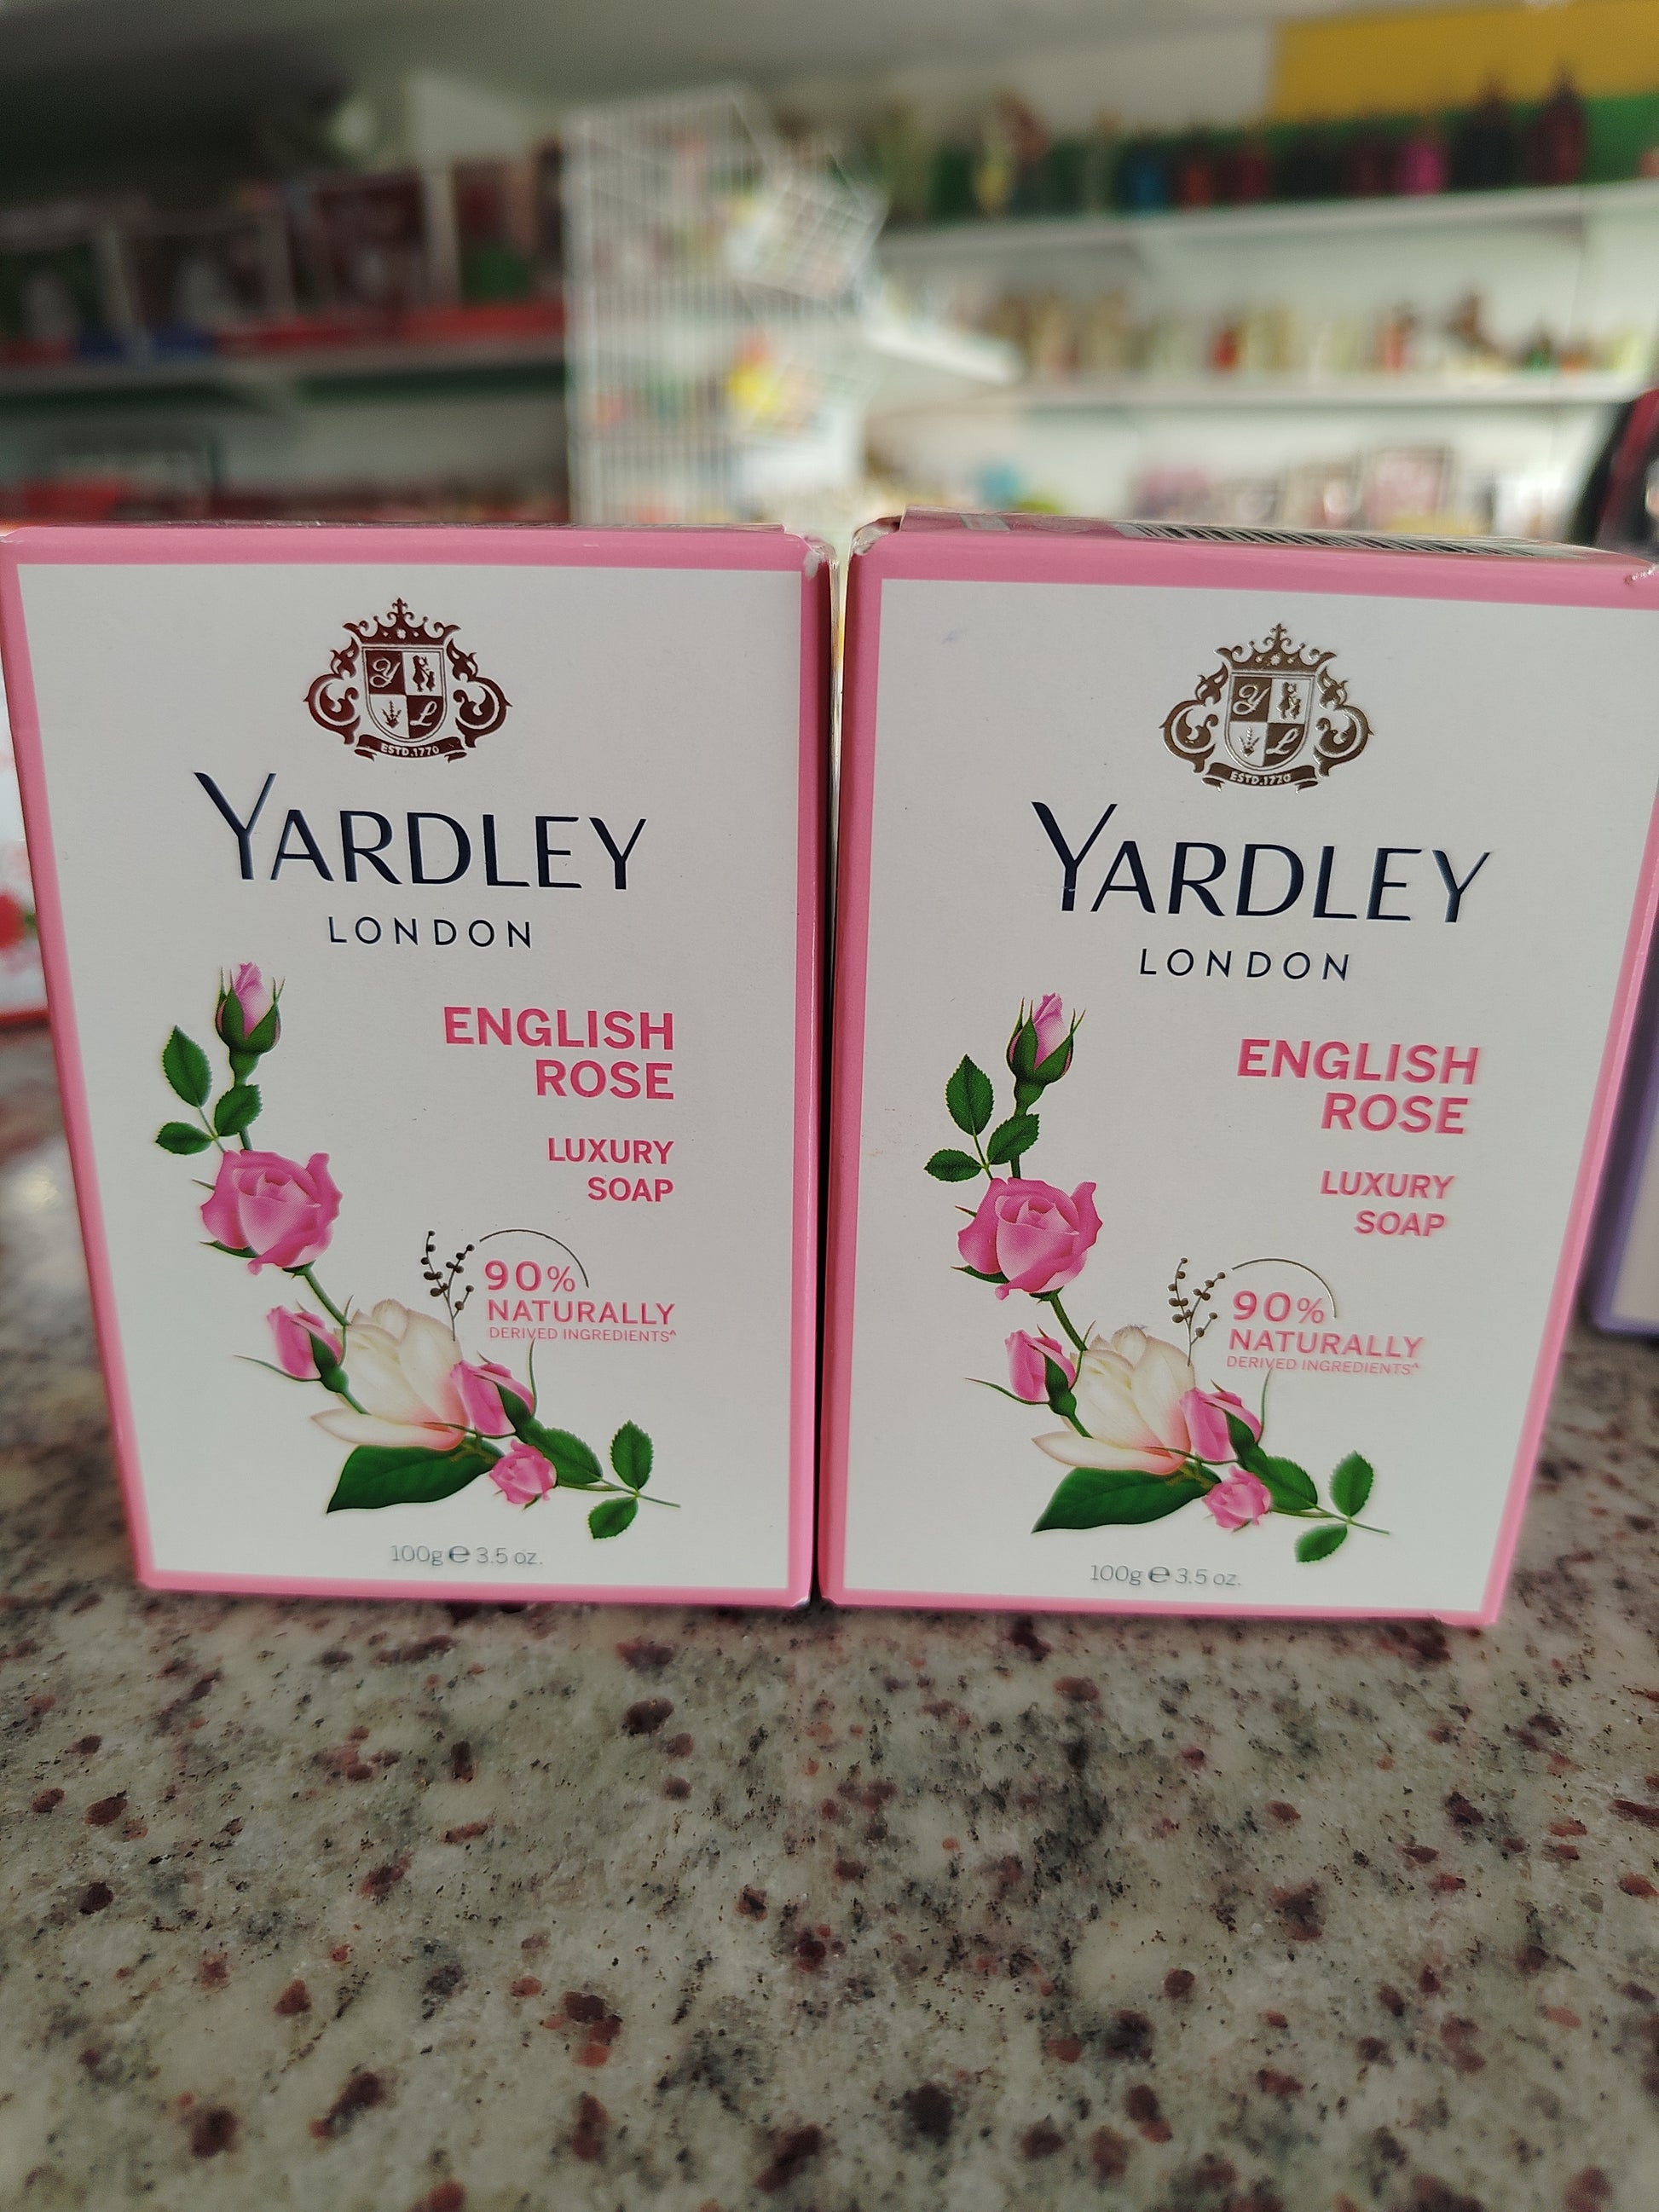 Y
L
ESTD.1770
YARDLEY
LONDON
ENGLISH
ROSE
LUXURY
SOAP
90%
NATURALLY
DERIVED INGREDIENTS^
100g ℮ 3.5 oz.
Y
L
ESTD.1770
YARDLEY
LONDON
ENGLISH
ROSE
LUXURY
SOAP
90%
NATURALLY
DERIVED INGREDIENTS^
100g ℮ 3.5 oz.